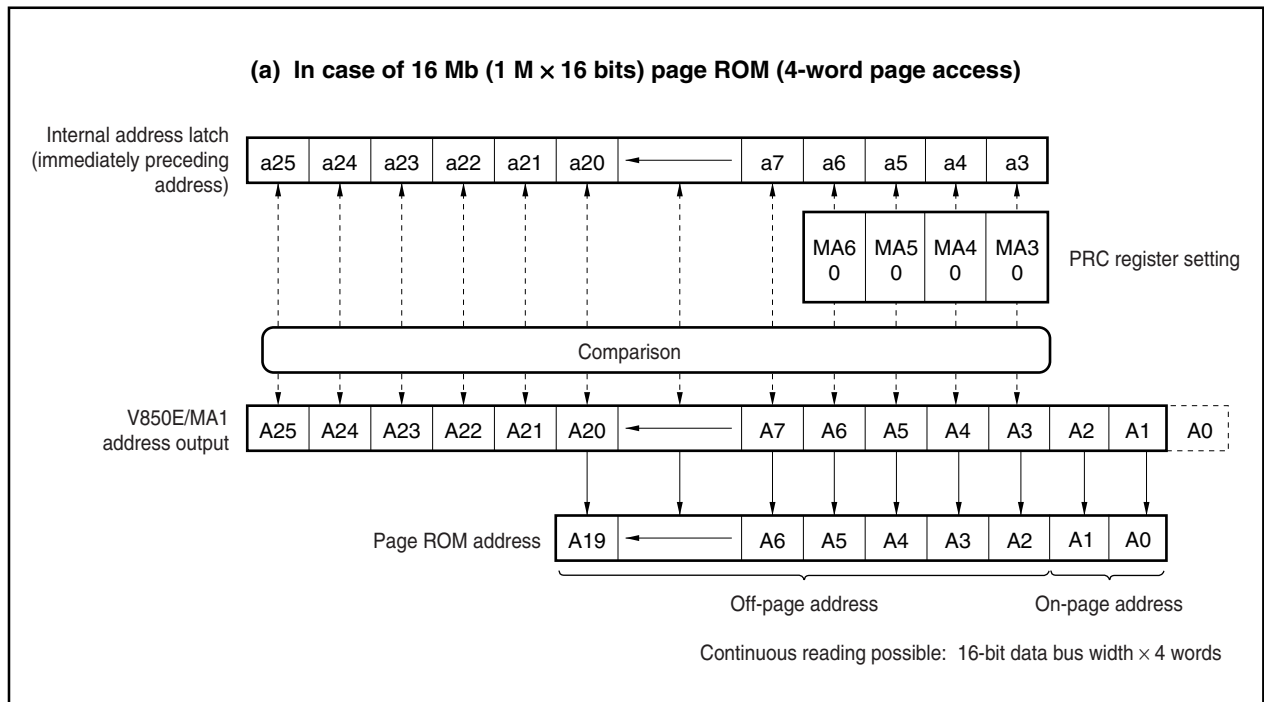 (a) In case of 16 Mb (1 M × 16 bits) page ROM (4-word page access)
Internal address latch
(immediately preceding
address)
a25 a24 a23 a22 a21 a20 a7 a6 a5 a4 a3
MA6 MA5 MA4 MA3
0 0 0 0
PRC register setting
Comparison
V850E/MA1
address output
A25 A24 A23 A22 A21 A20 A7 A6 A5 A4 A3 A2 A1 A0
Page ROM address
A19 A6 A5 A4 A3 A2 A1 A0
Off-page address
On-page address
Continuous reading possible: 16-bit data bus width × 4 words